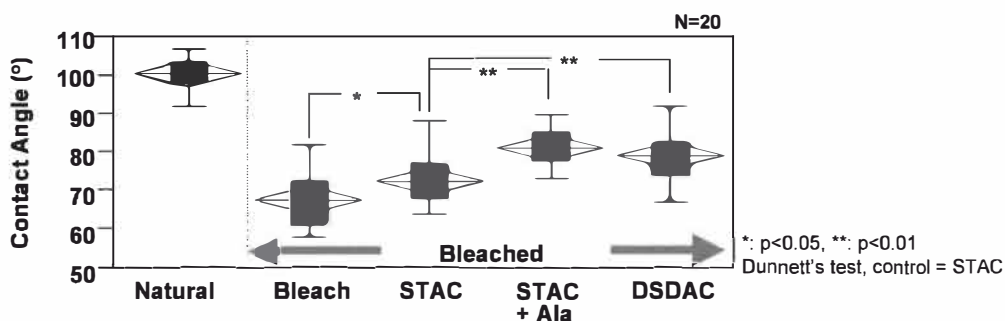 N=20
Contact Angle (º)
110
100
90
80
70
60
50
*
**
**
Bleached
Natural
Bleach
STAC
STAC
+ Ala
DSDAC
*: p<0.05, **: p<0.01
Dunnett's test, control = STAC